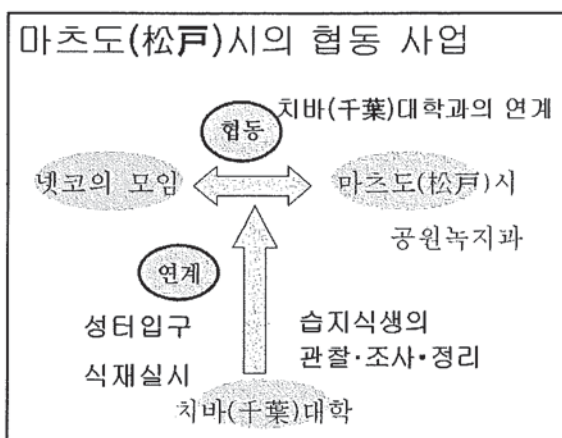 마츠도(松戸)시의 협동 사업
협동
치바(千葉)대학과의 연계
넷코의 모임
마츠도(松戸)시
공원녹지과
연계
성터입구
식재실시
습지식생의
관찰·조사·정리
치바(千葉)대학